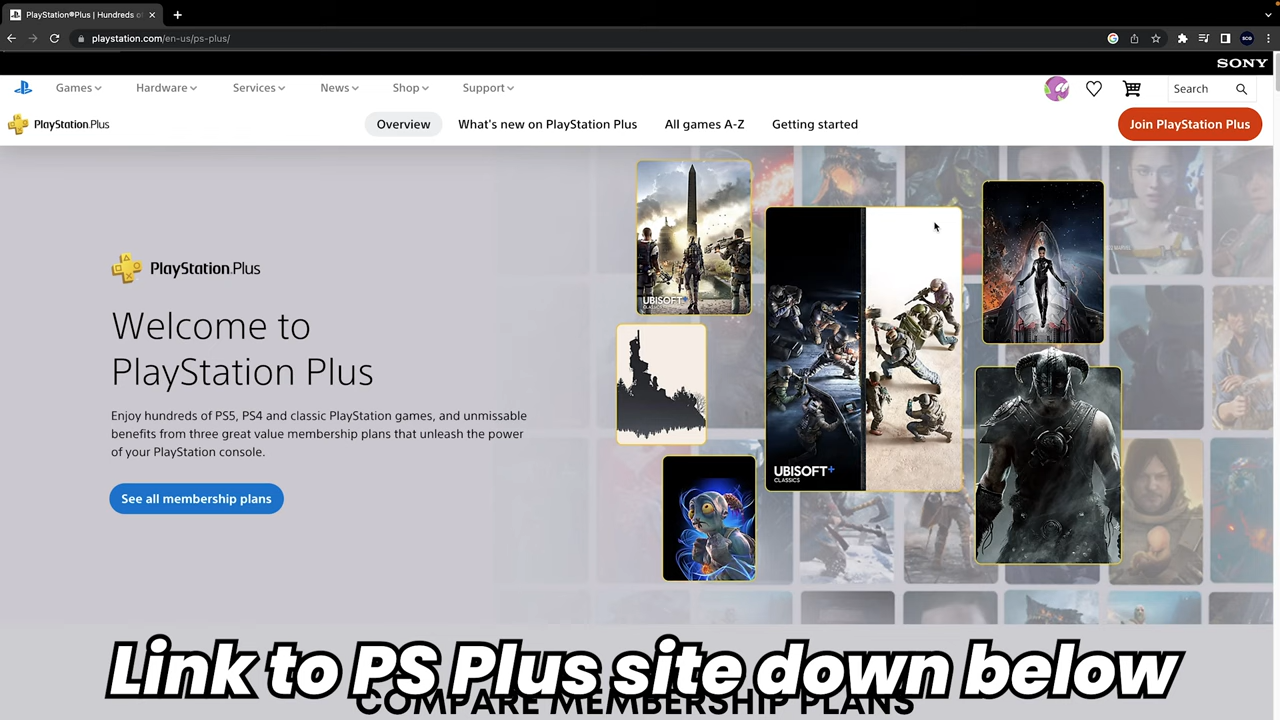 PlayStation®Plus | Hundreds o
playstation.com/en-us/ps-plus/
SCG
SONY
Games
Hardware
Services
News
Shop
Support
Search
PlayStation.Plus
Overview
What's new on PlayStation Plus
All games A-Z
Getting started
Join PlayStation Plus
PlayStation.Plus
Welcome to
PlayStation Plus
Enjoy hundreds of PS5, PS4 and classic PlayStation games, and unmissable
benefits from three great value membership plans that unleash the power
of your PlayStation console.
See all membership plans
UBISOFT+
UBISOFT+
CLASSICS
Link to PS Plus site down below
COMPARE MEMBERSHIP PLANS